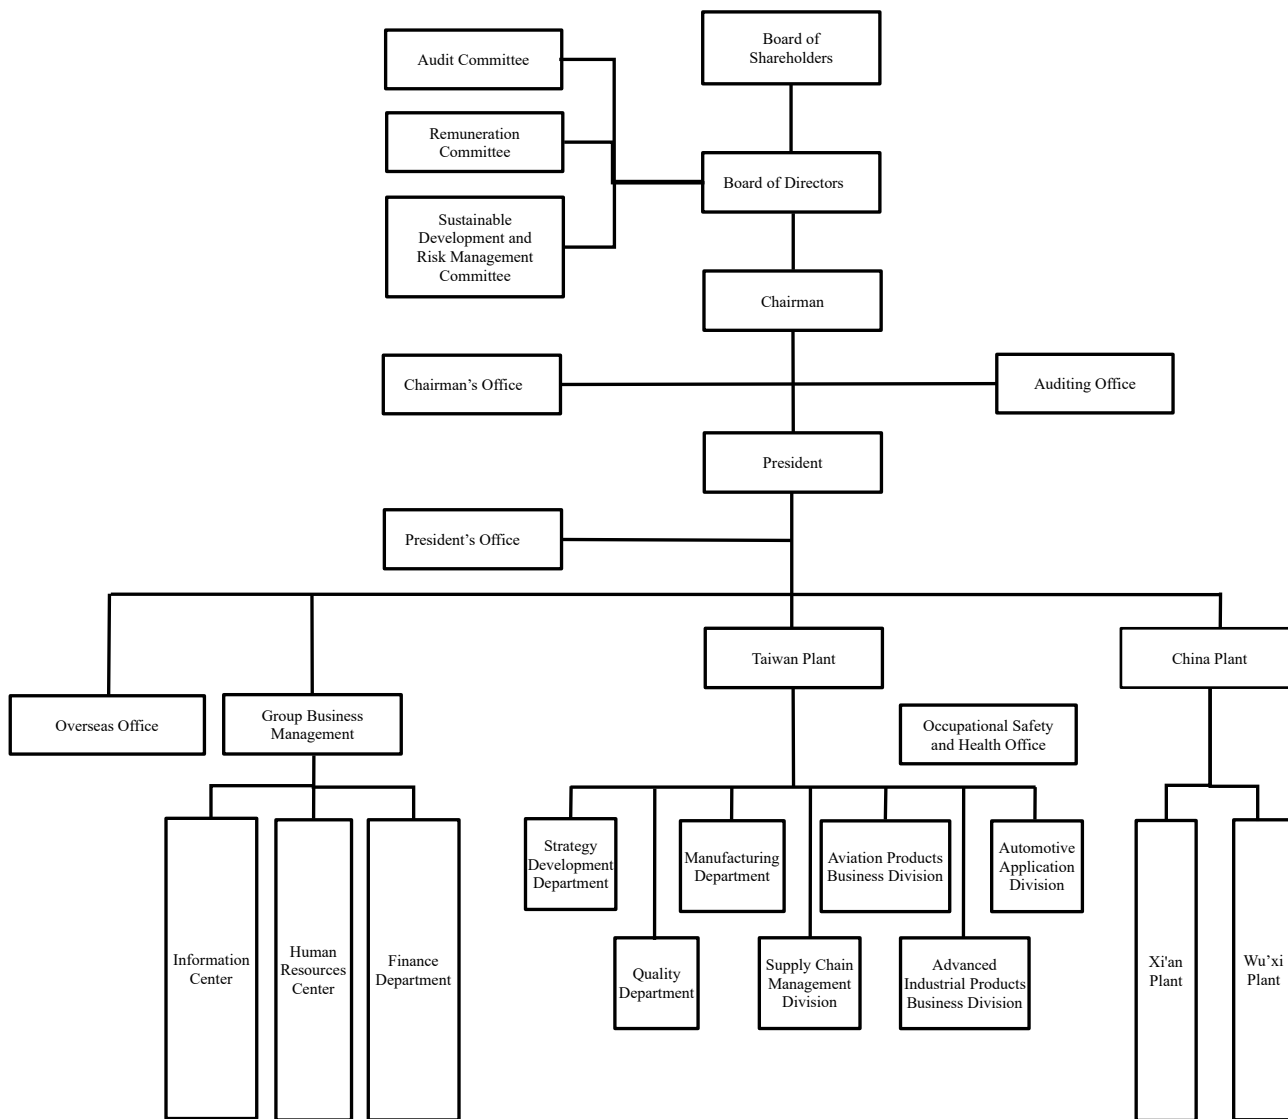 Board of
Shareholders
Audit Committee
Remuneration
Committee
Board of Directors
Sustainable
Development and
Risk Management
Committee
Chairman
Chairman’s Office
Auditing Office
President
President’s Office
Taiwan Plant
China Plant
Overseas Office
Group Business
Management
Occupational Safety
and Health Office
Strategy
Development
Department
Manufacturing
Department
Aviation Products
Business Division
Automotive
Application
Division
Information
Center
Human
Resources
Center
Finance
Department
Quality
Department
Supply Chain
Management
Division
Advanced
Industrial Products
Business Division
Xi'an
Plant
Wu’xi
Plant